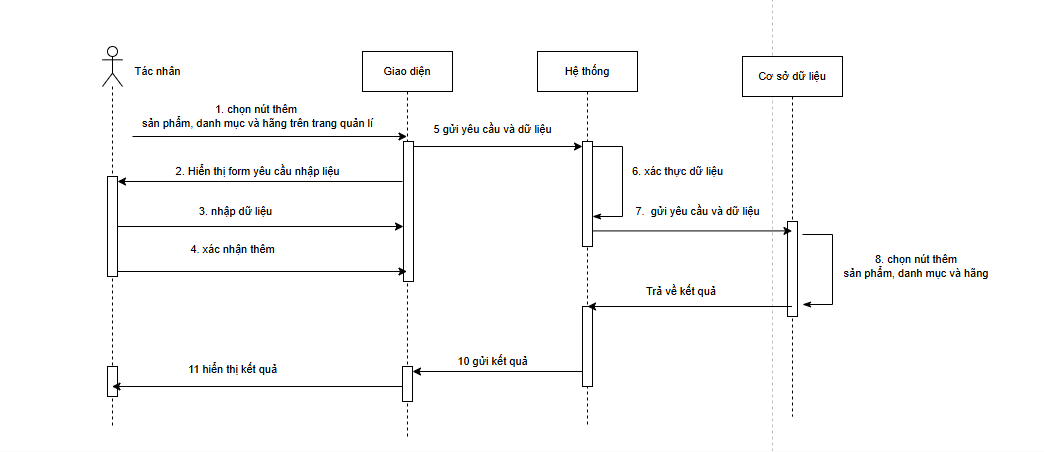 Tác nhân
Giao diện
Hệ thống
Cơ sở dữ liệu
1. chọn nút thêm
sản phẩm, danh mục và hãng trên trang quản lí
5 gửi yêu cầu và dữ liệu
2. Hiển thị form yêu cầu nhập liệu
6. xác thực dữ liệu
3. nhập dữ liệu
7. gửi yêu cầu và dữ liệu
4. xác nhận thêm
8. chọn nút thêm
sản phẩm, danh mục và hãng
Trả về kết quả
10 gửi kết quả
11 hiển thị kết quả